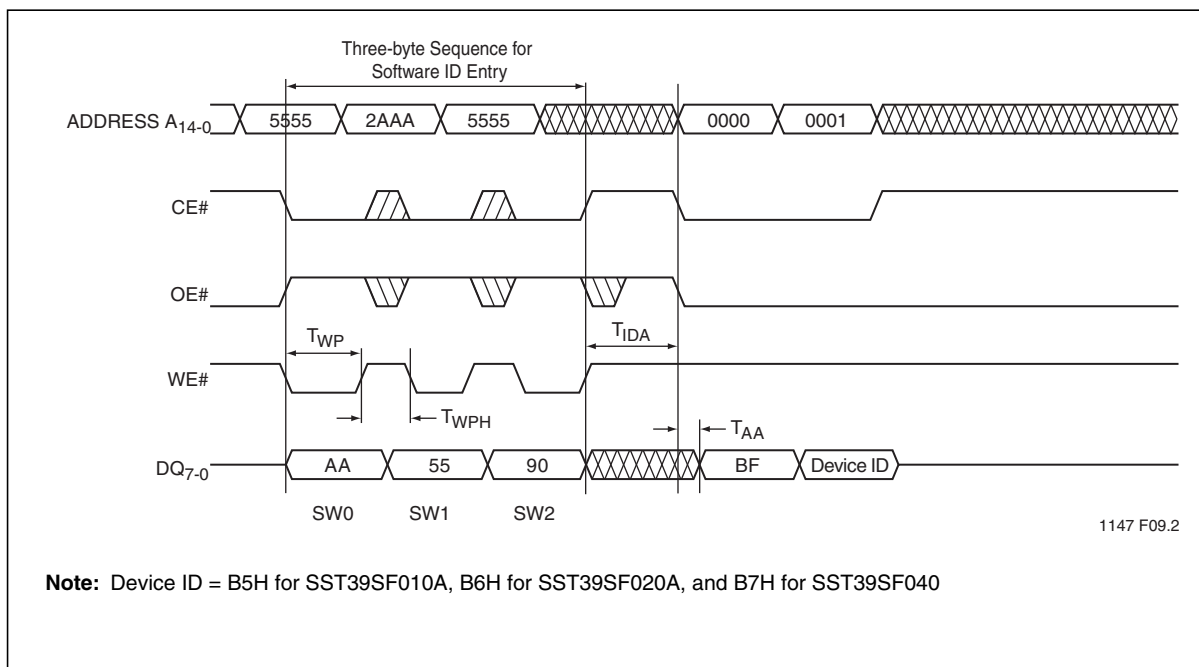 Three-byte Sequence for
Software ID Entry
ADDRESS A14-0 5555 2AAA 5555 0000 0001
CE#
OE#
TWP TIDA
WE#
TWPH TAA
DQ7-0 AA 55 90 BF Device ID
SW0 SW1 SW2
1147 F09.2
Note: Device ID = B5H for SST39SF010A, B6H for SST39SF020A, and B7H for SST39SF040